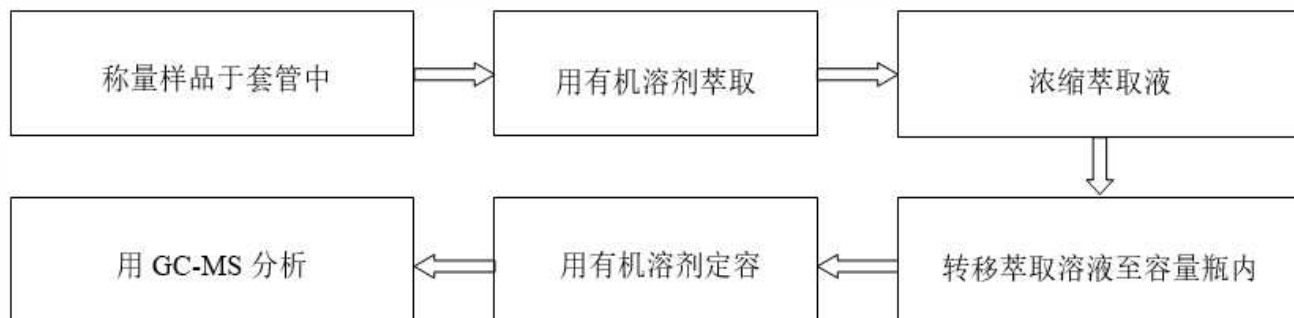 称量样品于套管中
用有机溶剂萃取
浓缩萃取液
转移萃取溶液至容量瓶内
用有机溶剂定容
用 GC-MS 分析